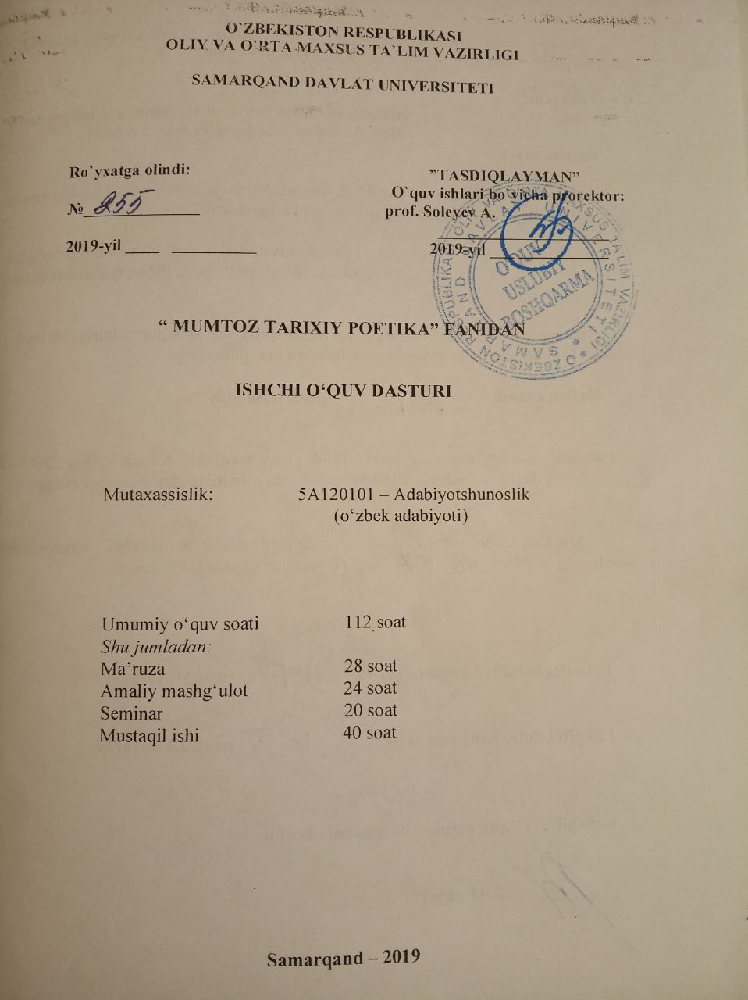 O`ZBEKISTON RESPUBLIKASI
OLIY VA O`RTA MAXSUS TA`LIM VAZIRLIGI
SAMARQAND DAVLAT UNIVERSITETI
Ro`yxatga olindi:
№ 255
2019-yil ____ __________
”TASDIQLAYMAN”
O`quv ishlari bo`yicha prorektor:
prof. Soleyev A.
2019-yil ______________
O'QUV
USLUBIY
BOSHQARMA
“ MUMTOZ TARIXIY POETIKA” FANIDAN
ISHCHI O‘QUV DASTURI
Mutaxassislik: 5A120101 – Adabiyotshunoslik
(o‘zbek adabiyoti)
Umumiy o‘quv soati 112 soat
Shu jumladan:
Ma’ruza 28 soat
Amaliy mashg‘ulot 24 soat
Seminar 20 soat
Mustaqil ishi 40 soat
Samarqand – 2019